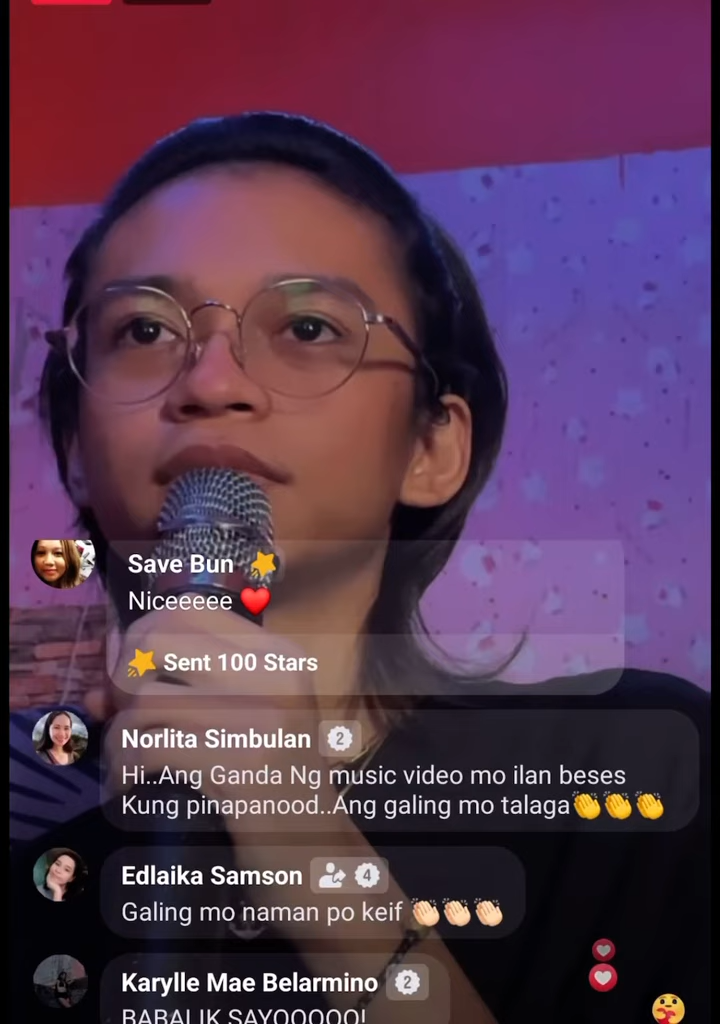 Save Bun
Niceeeee ❤️
Sent 100 Stars
Norlita Simbulan 2
Hi..Ang Ganda Ng music video mo ilan beses
Kung pinapanood..Ang galing mo talaga👏👏👏
Edlaika Samson 4
Galing mo naman po keif 👏🏻👏🏻👏🏻
Karylle Mae Belarmino 2
BABALIK SAYOOOOO!